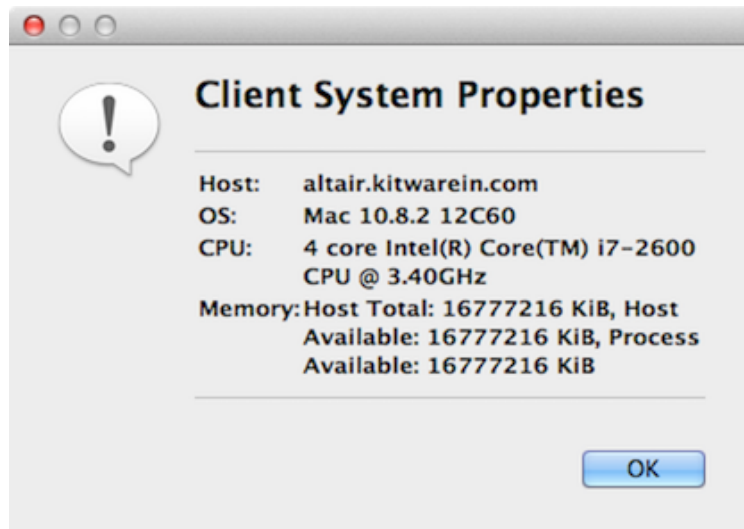 Client System Properties
Host: altair.kitwarein.com
OS: Mac 10.8.2 12C60
CPU: 4 core Intel(R) Core(TM) i7-2600
CPU @ 3.40GHz
Memory: Host Total: 16777216 KiB, Host
Available: 16777216 KiB, Process
Available: 16777216 KiB
OK